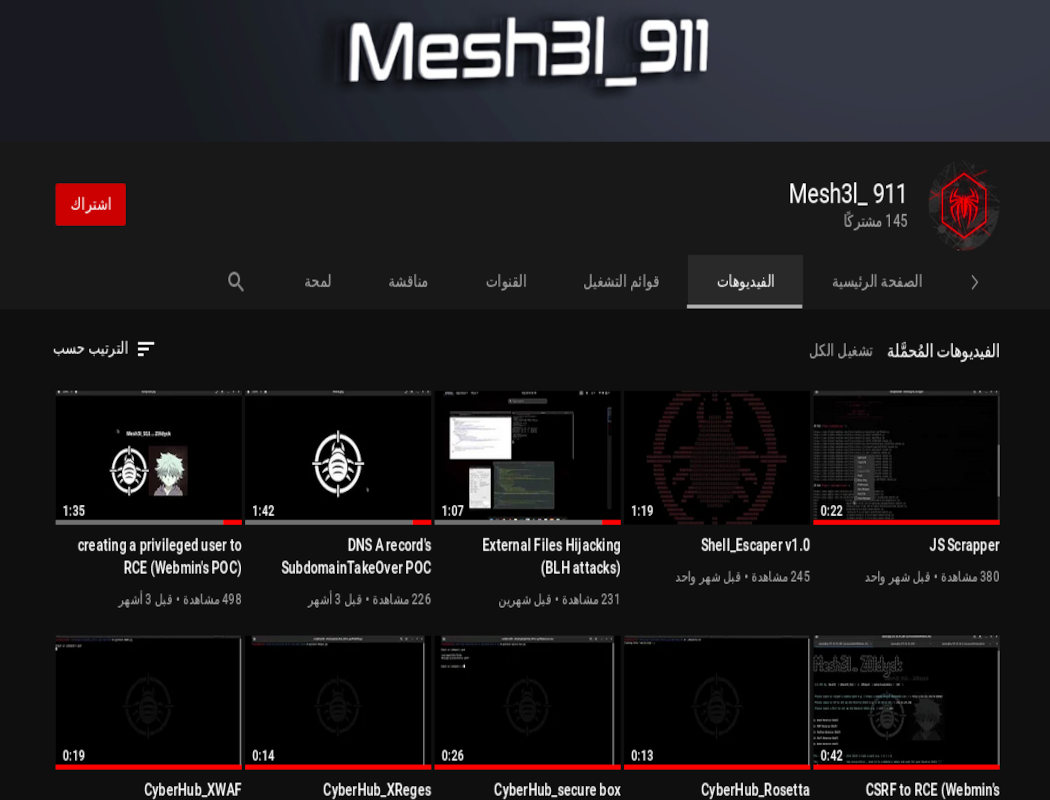 Mesh3l_911
Mesh3l_ 911
145 مشتركًا
اشتراك
الصفحة الرئيسية
الفيديوهات
قوائم التشغيل
القنوات
مناقشة
لمحة
الفيديوهات المُحمَّلة
تشغيل الكل
الترتيب حسب
0:22
1:19
1:07
1:42
1:35
JS Scrapper
380 مشاهدة • قبل شهر واحد
Shell_Escaper v1.0
245 مشاهدة • قبل شهر واحد
External Files Hijacking
(BLH attacks)
231 مشاهدة • قبل شهرين
DNS A record's
SubdomainTakeOver POC
226 مشاهدة • قبل 3 أشهر
creating a privileged user to
RCE (Webmin's POC)
498 مشاهدة • قبل 3 أشهر
0:42
0:13
0:26
0:14
0:19
CSRF to RCE (Webmin's
CyberHub_Rosetta
CyberHub_secure box
CyberHub_XReges
CyberHub_XWAF